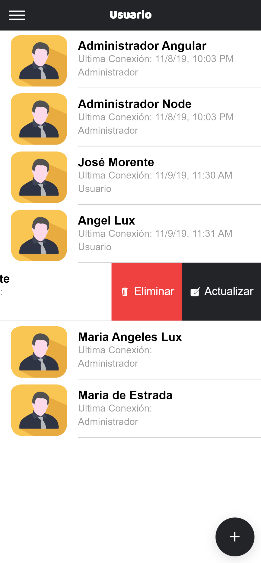 Usuario
Administrador Angular
Ultima Conexión: 11/8/19, 10:03 PM
Administrador
Administrador Node
Ultima Conexión: 11/8/19, 10:03 PM
Administrador
José Morente
Ultima Conexión: 11/9/19, 11:30 AM
Usuario
Angel Lux
Ultima Conexión: 11/9/19, 11:31 AM
Usuario
te
:
Eliminar
Actualizar
Maria Angeles Lux
Ultima Conexión:
Administrador
Maria de Estrada
Ultima Conexión:
Administrador